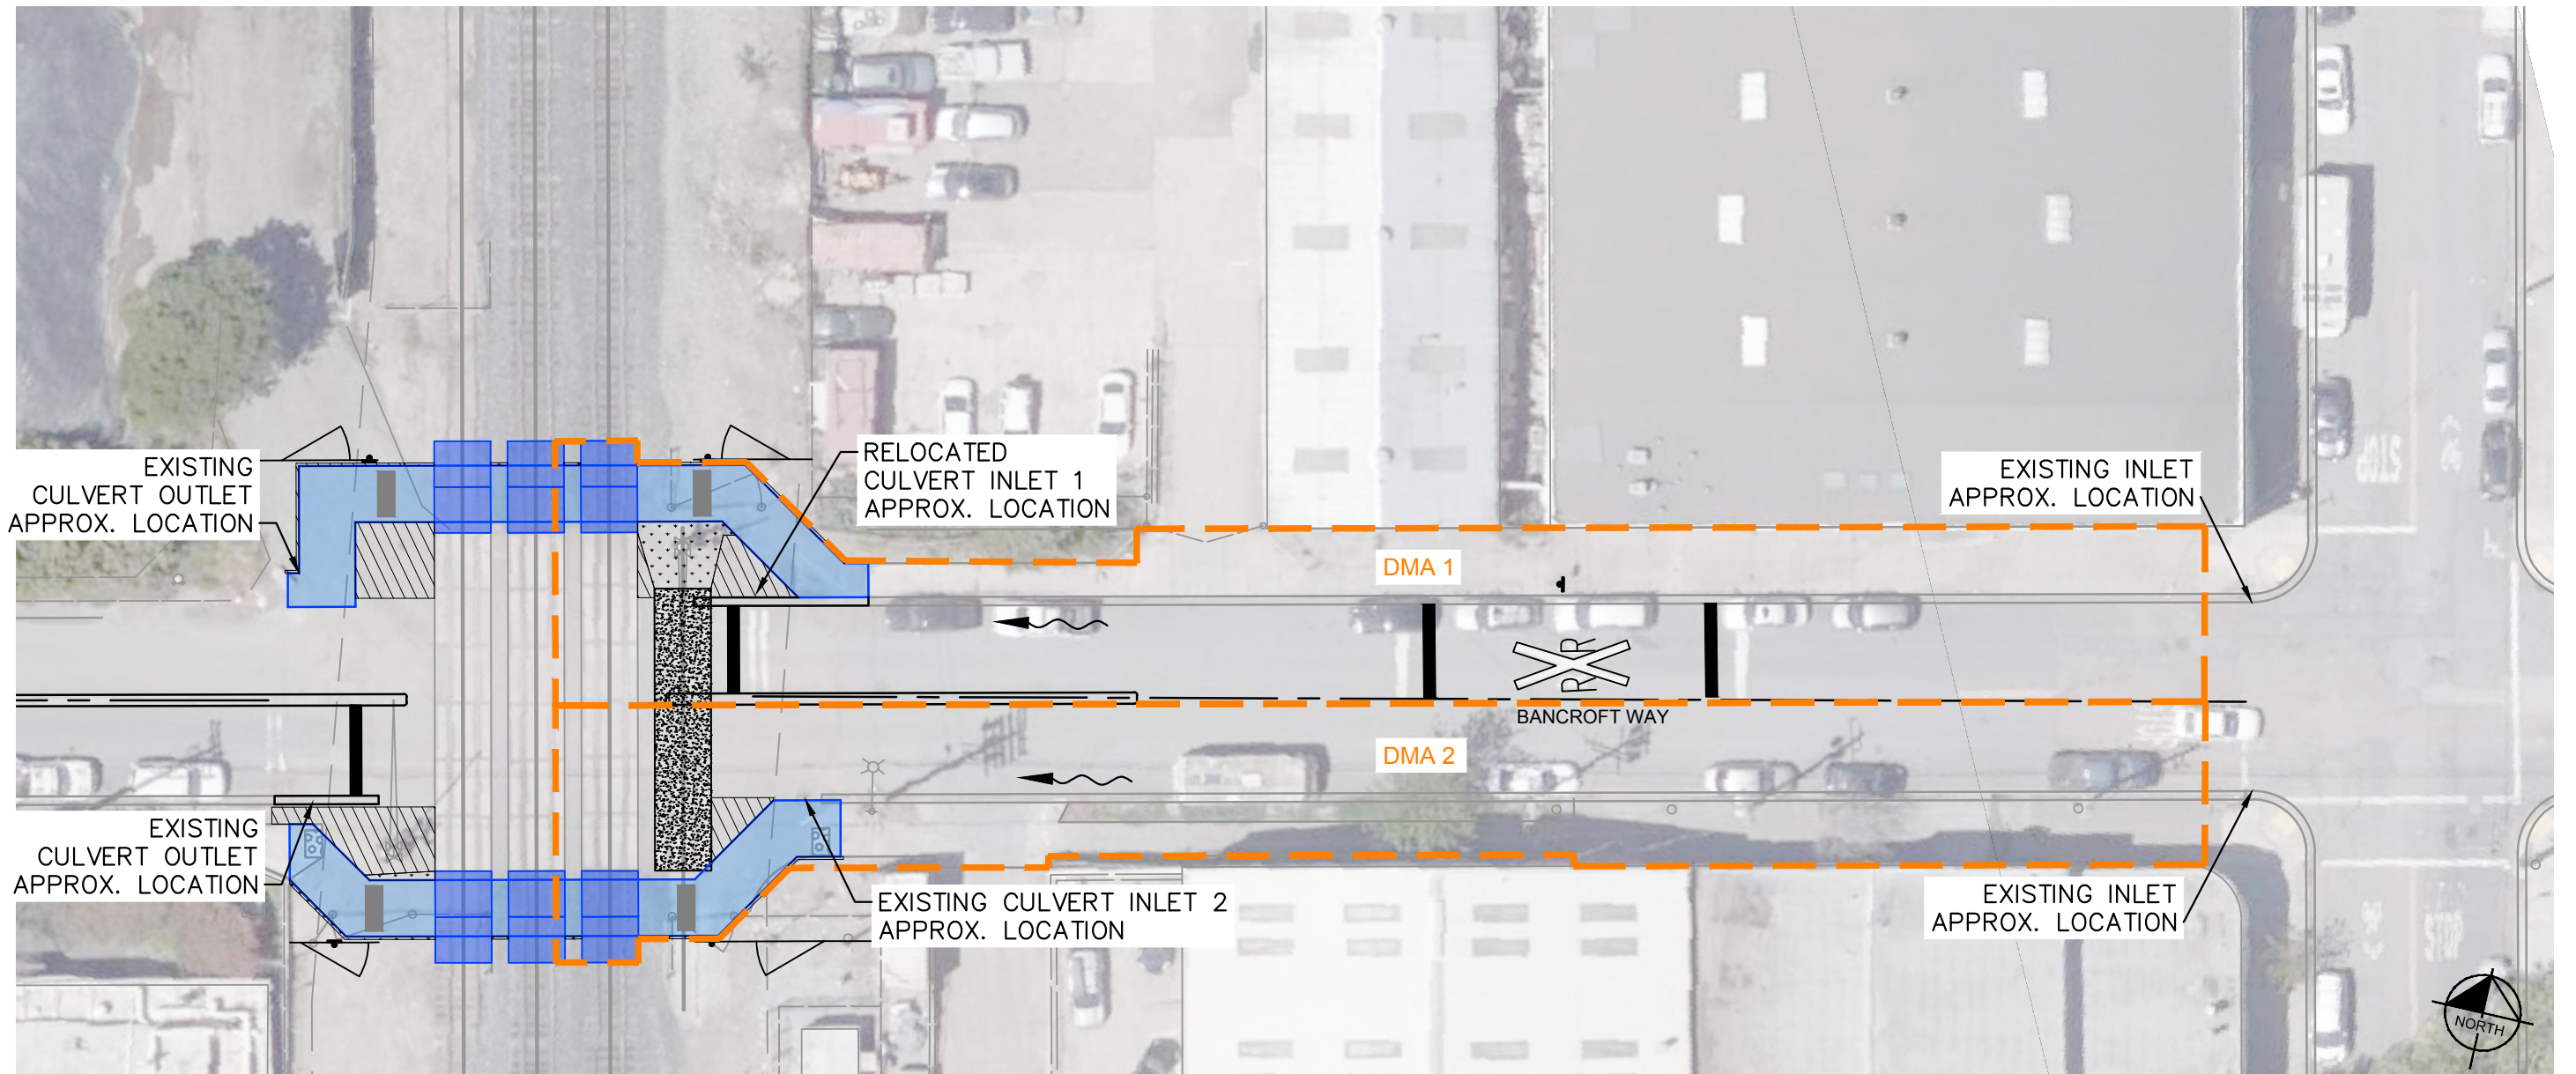 EXISTING
CULVERT OUTLET
APPROX. LOCATION
RELOCATED
CULVERT INLET 1
APPROX. LOCATION
EXISTING INLET
APPROX. LOCATION
STOP
DMA 1
R
R
BANCROFT WAY
DMA 2
EXISTING
CULVERT OUTLET
APPROX. LOCATION
EXISTING CULVERT INLET 2
APPROX. LOCATION
EXISTING INLET
APPROX. LOCATION
NORTH